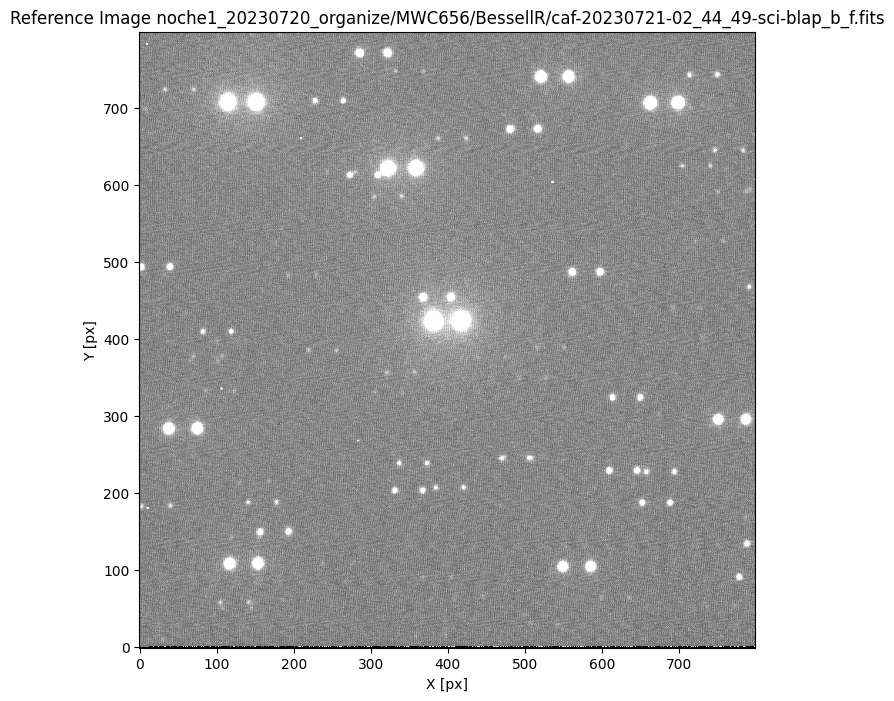 Reference Image noche1_20230720_organize/MWC656/BessellR/caf-20230721-02_44_49-sci-blap_b_f.fits
700
600
500
400
300
200
100
0
Y [px]
0 100 200 300 400 500 600 700
X [px]